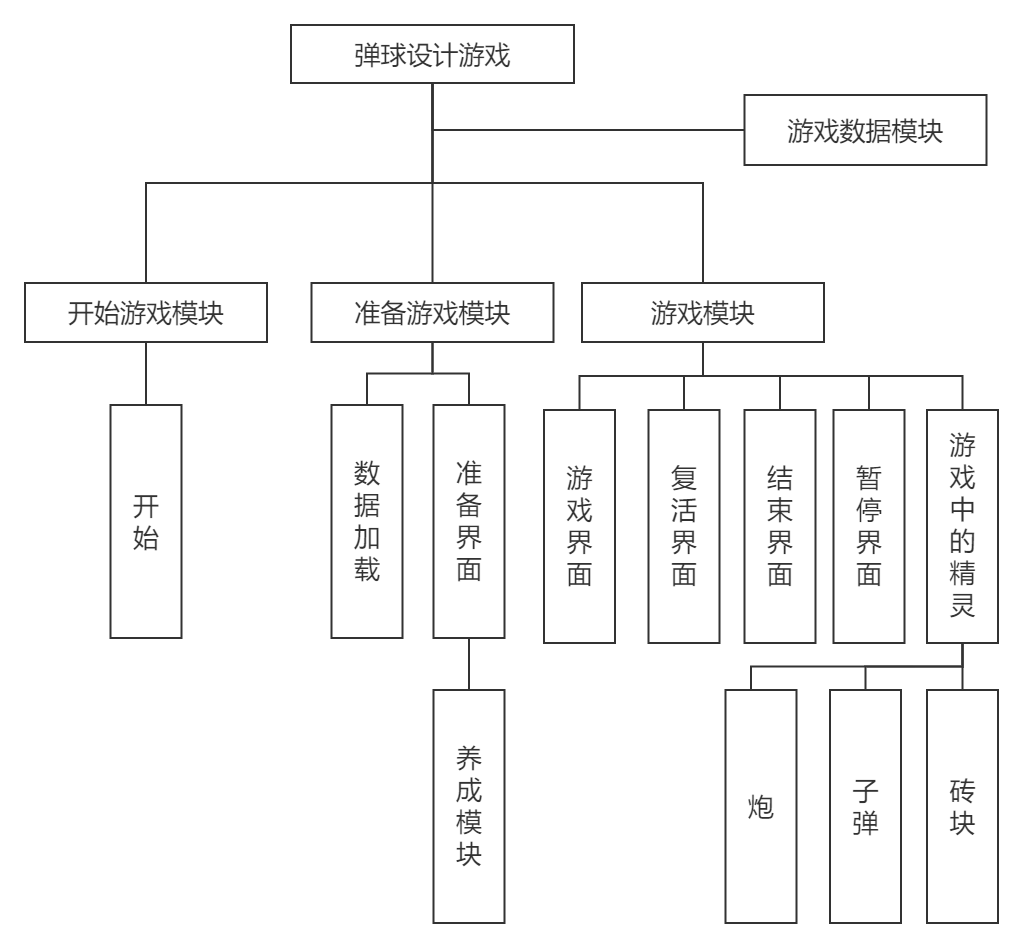 弹球设计游戏
游戏数据模块
开始游戏模块
准备游戏模块
游戏模块
开始
数据加载
准备界面
游戏界面
复活界面
结束界面
暂停界面
游戏中的精灵
养成模块
炮
子弹
砖块